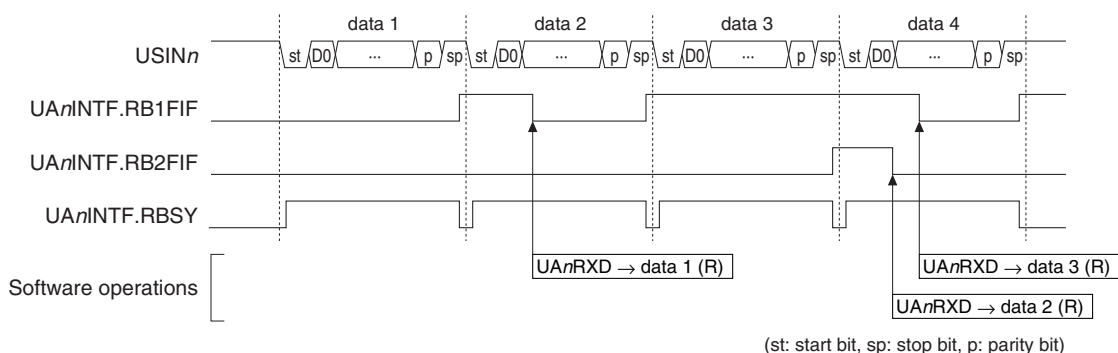 data 1 data 2 data 3 data 4
USINn st D0 ... p sp st D0 ... p sp st D0 ... p sp st D0 ... p sp
UAnINTF.RB1FIF
UAnINTF.RB2FIF
UAnINTF.RBSY
UAnRXD → data 1 (R) UAnRXD → data 3 (R)
Software operations
UAnRXD → data 2 (R)
(st: start bit, sp: stop bit, p: parity bit)